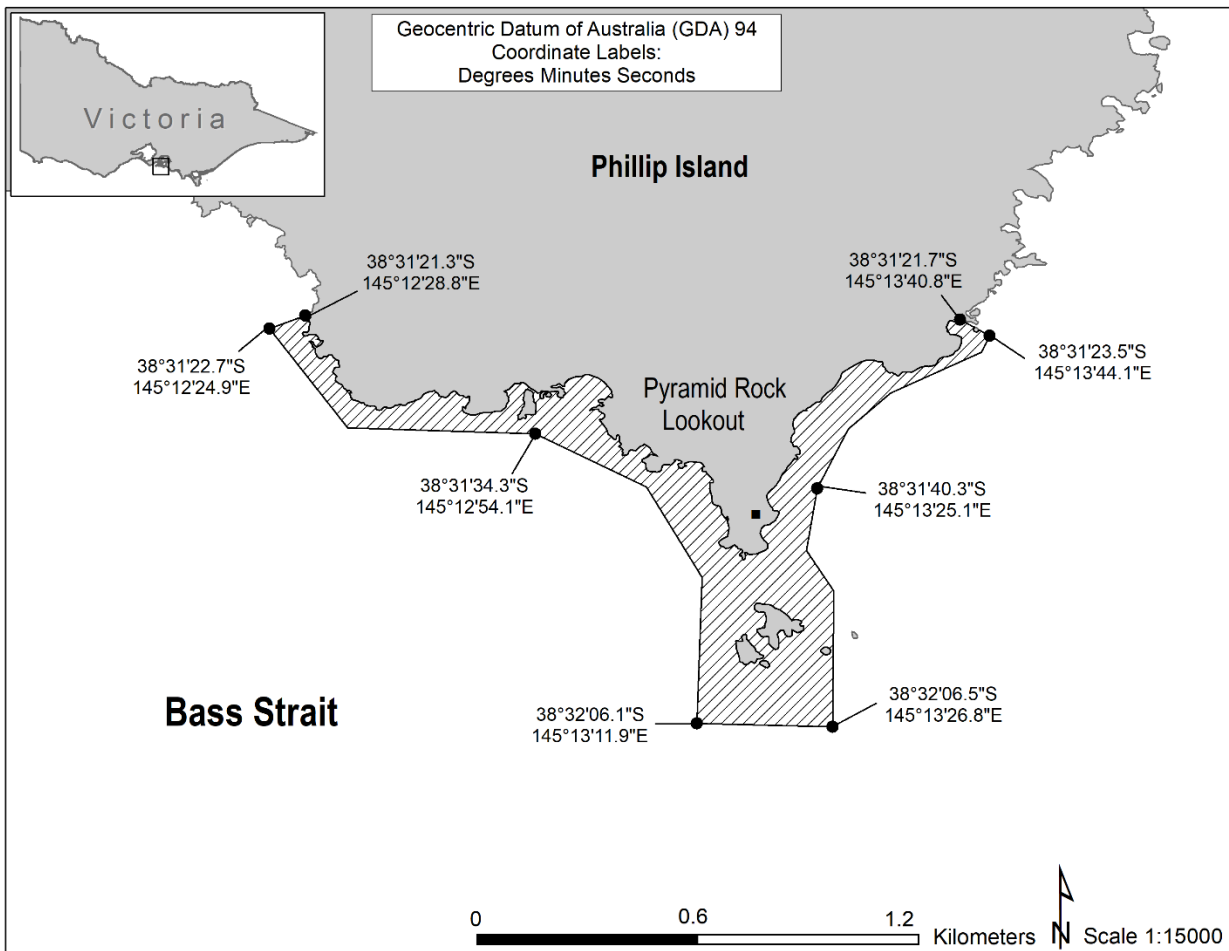 Geocentric Datum of Australia (GDA) 94
Coordinate Labels:
Degrees Minutes Seconds
Victoria
Phillip Island
38°31'21.3"S
145°12'28.8"E
38°31'21.7"S
145°13'40.8"E
38°31'22.7"S
145°12'24.9"E
38°31'23.5"S
145°13'44.1"E
Pyramid Rock
Lookout
38°31'34.3"S
145°12'54.1"E
38°31'40.3"S
145°13'25.1"E
Bass Strait
38°32'06.1"S
145°13'11.9"E
38°32'06.5"S
145°13'26.8"E
0 0.6 1.2
Kilometers N Scale 1:15000